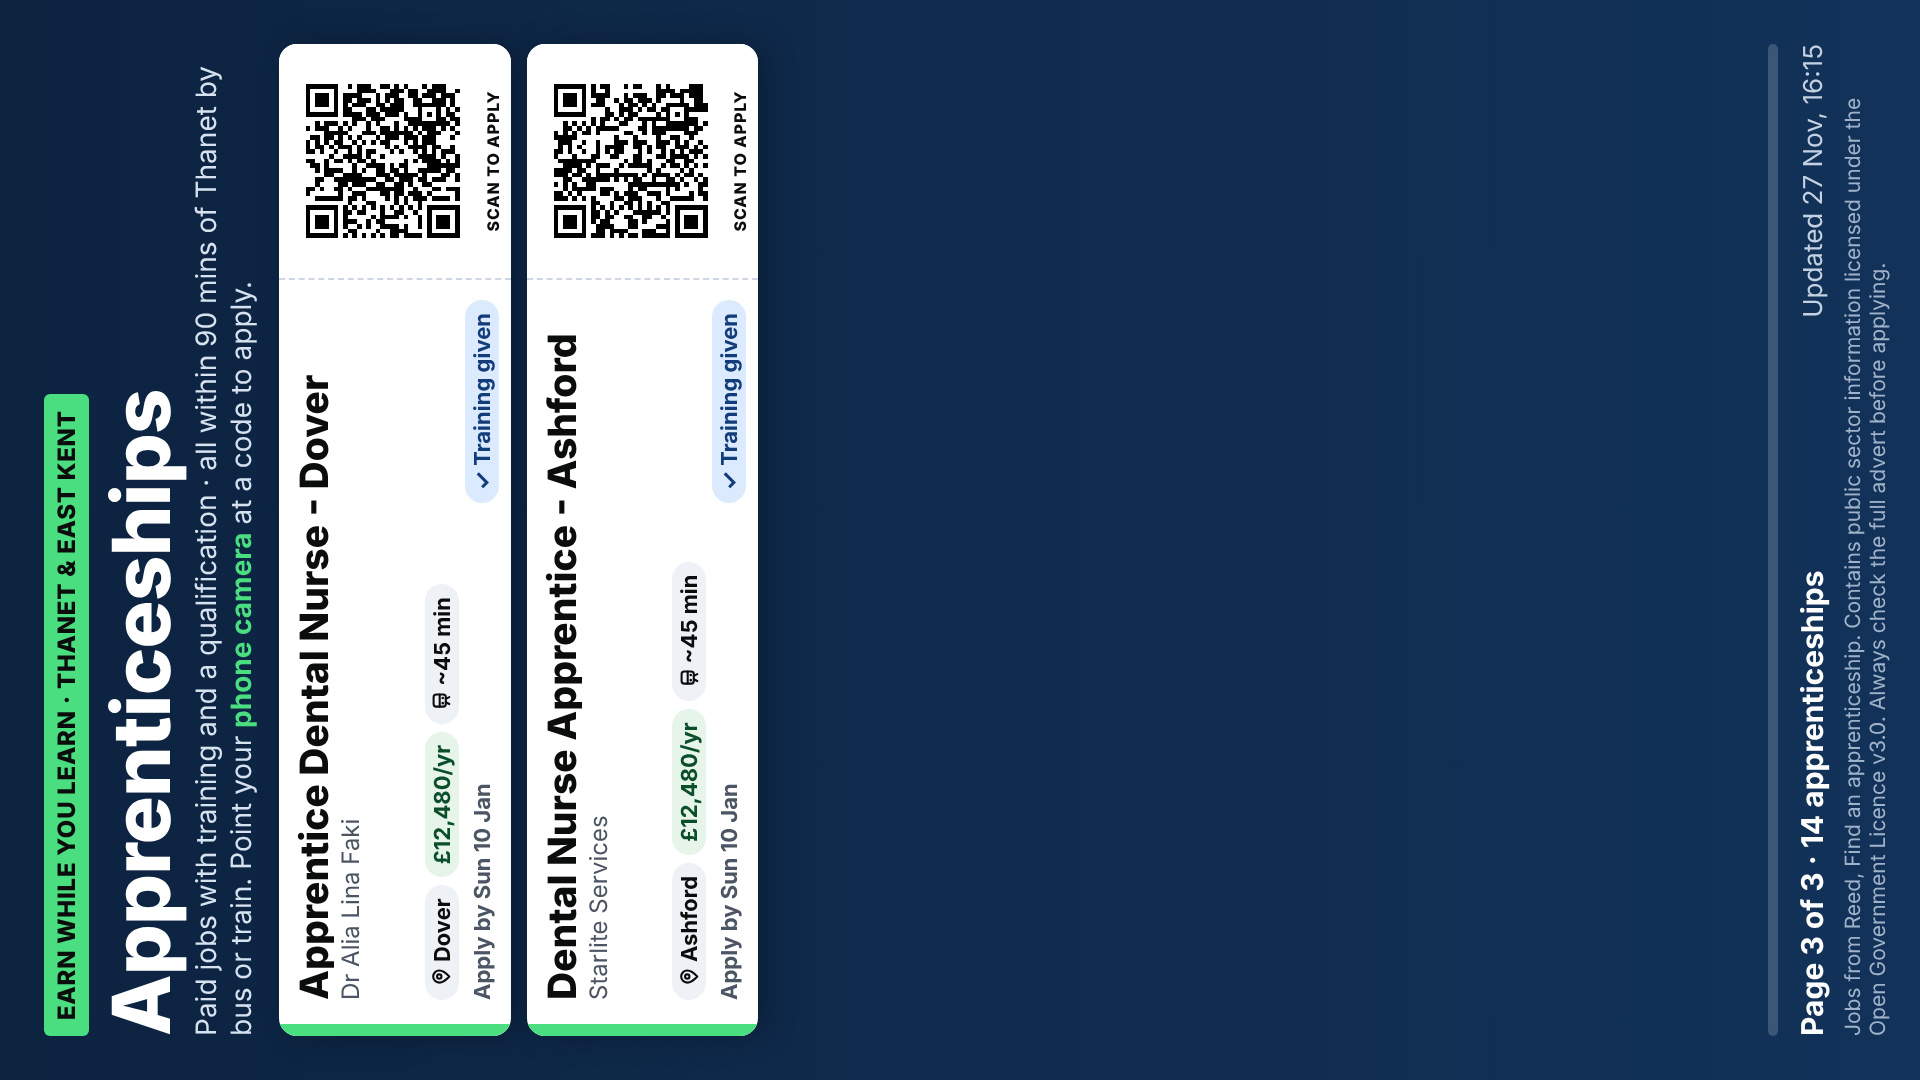 EARN WHILE YOU LEARN · THANET & EAST KENT
Apprenticeships
Paid jobs with training and a qualification · all within 90 mins of Thanet by
bus or train. Point your phone camera at a code to apply.
Apprentice Dental Nurse - Dover
Dr Alia Lina Faki
Dover
£12,480/yr
~45 min
Apply by Sun 10 Jan
✓ Training given
SCAN TO APPLY
Dental Nurse Apprentice - Ashford
Starlite Services
Ashford
£12,480/yr
~45 min
Apply by Sun 10 Jan
✓ Training given
SCAN TO APPLY
Page 3 of 3 · 14 apprenticeships
Updated 27 Nov, 16:15
Jobs from Reed, Find an apprenticeship. Contains public sector information licensed under the
Open Government Licence v3.0. Always check the full advert before applying.